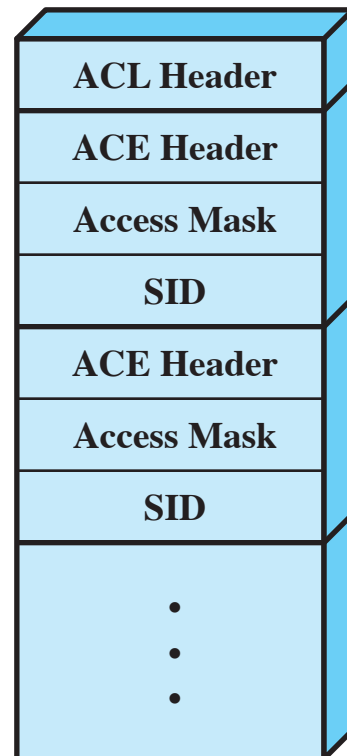 ACL Header
ACE Header
Access Mask
SID
ACE Header
Access Mask
SID